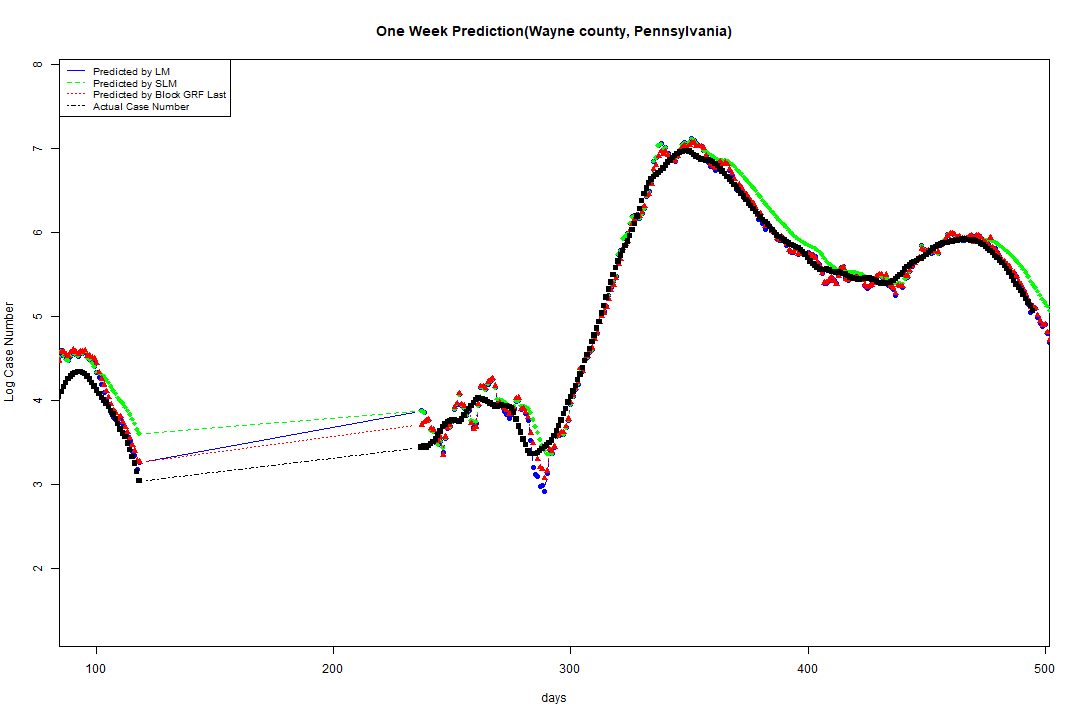 One Week Prediction(Wayne county, Pennsylvania)
Predicted by LM
Predicted by SLM
Predicted by Block GRF Last
Actual Case Number
Log Case Number
8
7
6
5
4
3
2
100 200 300 400 500
days